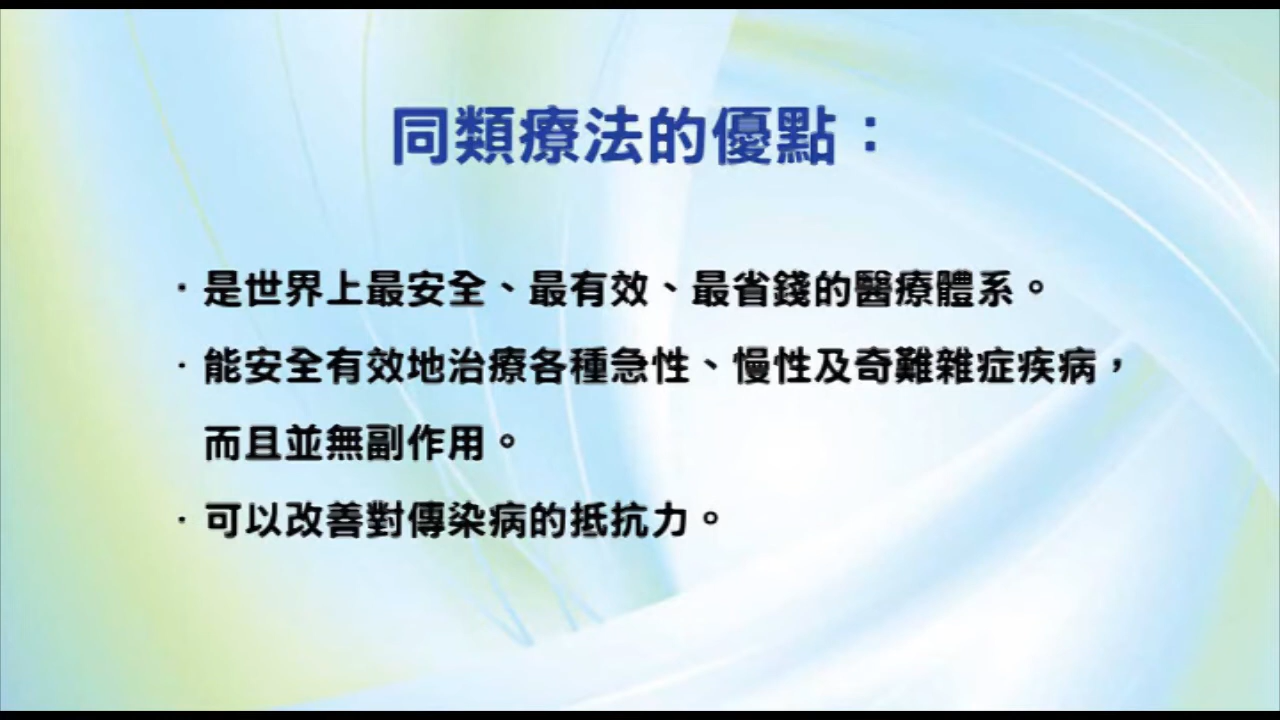 同類療法的優點：
·是世界上最安全、最有效、最省錢的醫療體系。
·能安全有效地治療各種急性、慢性及奇難雜症疾病，
而且並無副作用。
·可以改善對傳染病的抵抗力。